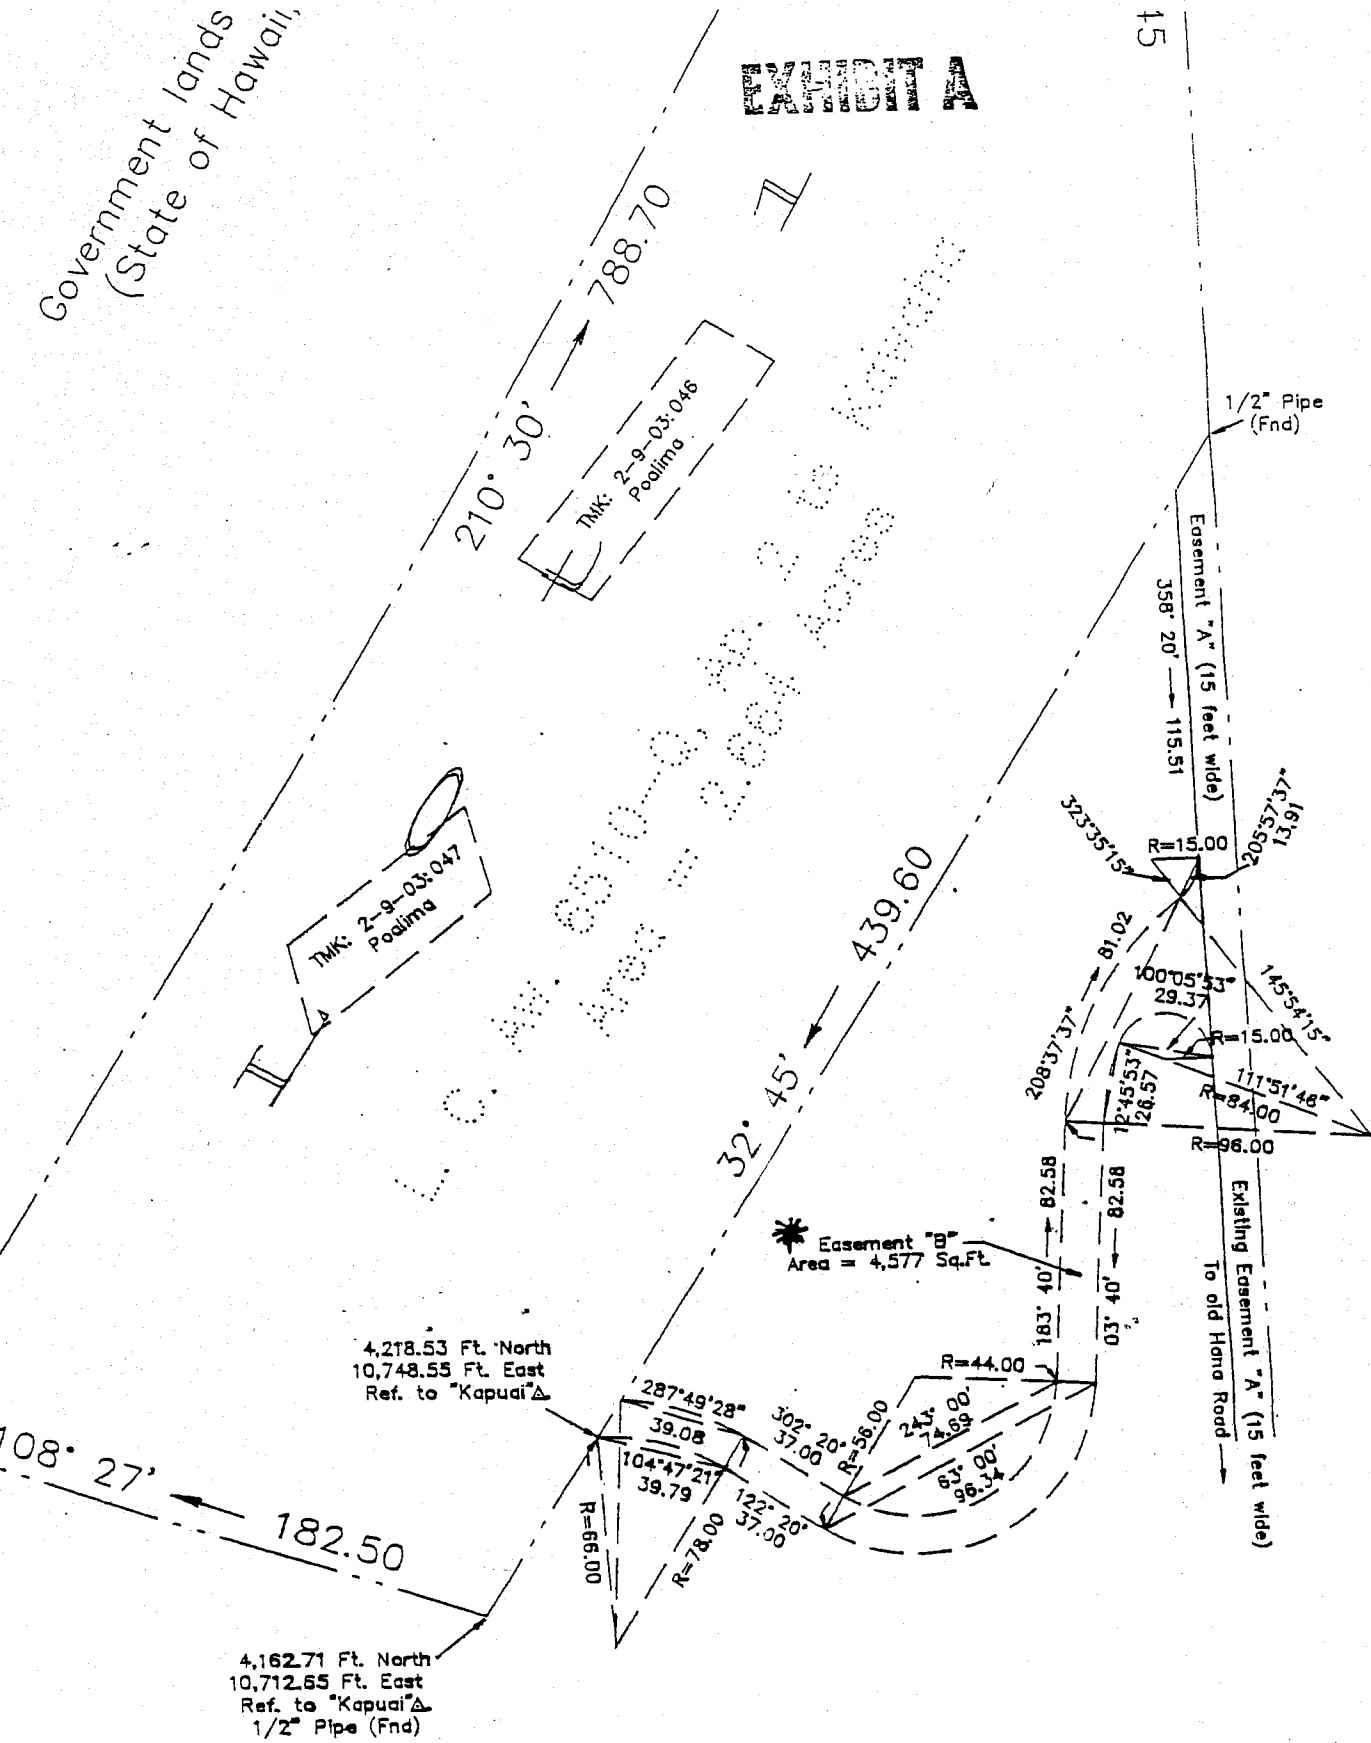 Government lands
(State of Hawaii,
EXHIBIT A
15
210° 30' 788.70
TMK: 2-9-03:046
Poalima
TMK: 2-9-03:047
Poalima
L. C. Aw. 6510-Q, Ap. 2 to Kawaha
Area = 2.664 Acres
1/2" Pipe
(Fnd)
Easement "A" (15 feet wide)
358° 20' 115.51
205°57'37"
13.91
323°35'15"
R=15.00
439.60
32° 45'
208°37'37" 81.02
100°05'53"
29.37
145°54'15"
R=15.00
12°45'53"
26.57
111°51'46"
R=84.00
R=96.00
183° 40' 82.58
03° 40' 82.58
Existing Easement "A" (15 feet wide)
To old Hana Road
Easement "B"
Area = 4,577 Sq.Ft.
4,218.53 Ft. North
10,748.55 Ft. East
Ref. to "Kapuai"
287°49'28"
39.08
104°47'21"
39.79
302° 20'
37.00
122° 20'
37.00
R=44.00
R=56.00
243° 00'
74.69
63° 00'
96.34
R=66.00
R=78.00
108° 27'
182.50
4,162.71 Ft. North
10,712.65 Ft. East
Ref. to "Kapuai"
1/2" Pipe (Fnd)